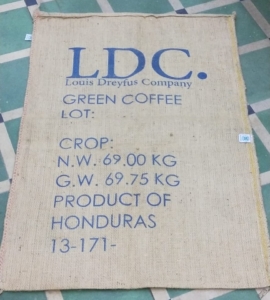 LDC.
Louis Dreyfus Company
GREEN COFFEE
LOT:
CROP:
N.W. 69.00 KG
G.W. 69.75 KG
PRODUCT OF
HONDURAS
13-171-